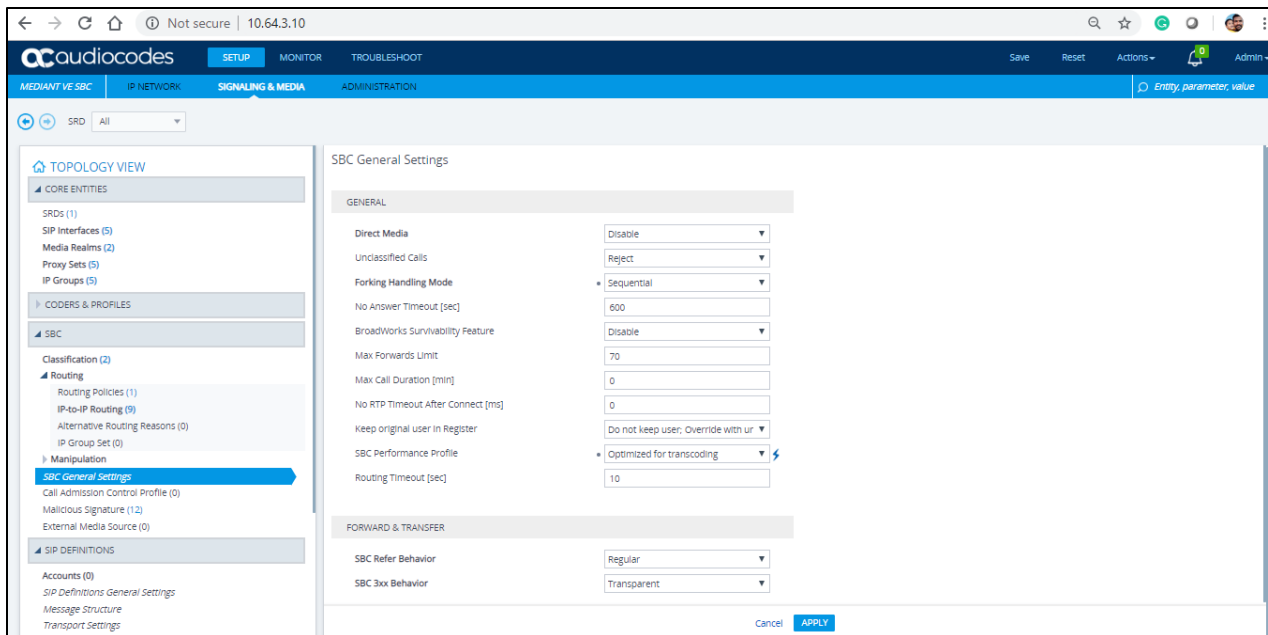 Not secure | 10.64.3.10
audiocodes SETUP MONITOR TROUBLESHOOT Save Reset Actions 0 Admin
MEDIANT VE SBC IP NETWORK SIGNALING & MEDIA ADMINISTRATION Entity, parameter, value
SRD All
TOPOLOGY VIEW
CORE ENTITIES
SRDs (1)
SIP Interfaces (5)
Media Realms (2)
Proxy Sets (5)
IP Groups (5)
CODERS & PROFILES
SBC
Classification (2)
Routing
Routing Policies (1)
IP-to-IP Routing (9)
Alternative Routing Reasons (0)
IP Group Set (0)
Manipulation
SBC General Settings
Call Admission Control Profile (0)
Malicious Signature (12)
External Media Source (0)
SIP DEFINITIONS
Accounts (0)
SIP Definitions General Settings
Message Structure
Transport Settings
SBC General Settings
GENERAL
Direct Media Disable
Unclassified Calls Reject
Forking Handling Mode Sequential
No Answer Timeout [sec] 600
BroadWorks Survivability Feature Disable
Max Forwards Limit 70
Max Call Duration [min] 0
No RTP Timeout After Connect [ms] 0
Keep original user in Register Do not keep user; Override with ur
SBC Performance Profile Optimized for transcoding
Routing Timeout [sec] 10
FORWARD & TRANSFER
SBC Refer Behavior Regular
SBC 3xx Behavior Transparent
Cancel APPLY